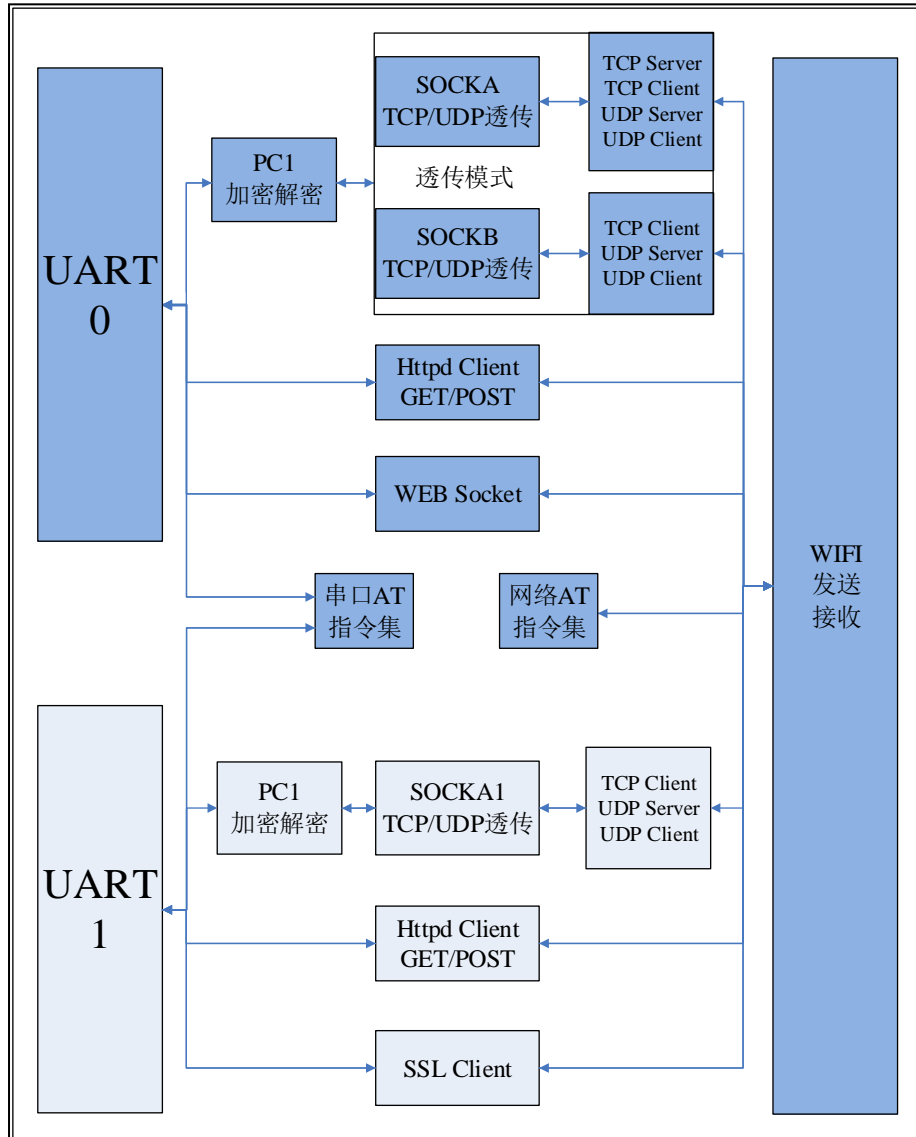 SOCKA
TCP/UDP透传
TCP Server
TCP Client
UDP Server
UDP Client
PC1
加密解密
透传模式
SOCKB
TCP/UDP透传
TCP Client
UDP Server
UDP Client
UART
0
Httpd Client
GET/POST
WEB Socket
WIFI
发送
接收
串口AT
指令集
网络AT
指令集
PC1
加密解密
SOCKA1
TCP/UDP透传
TCP Client
UDP Server
UDP Client
UART
1
Httpd Client
GET/POST
SSL Client